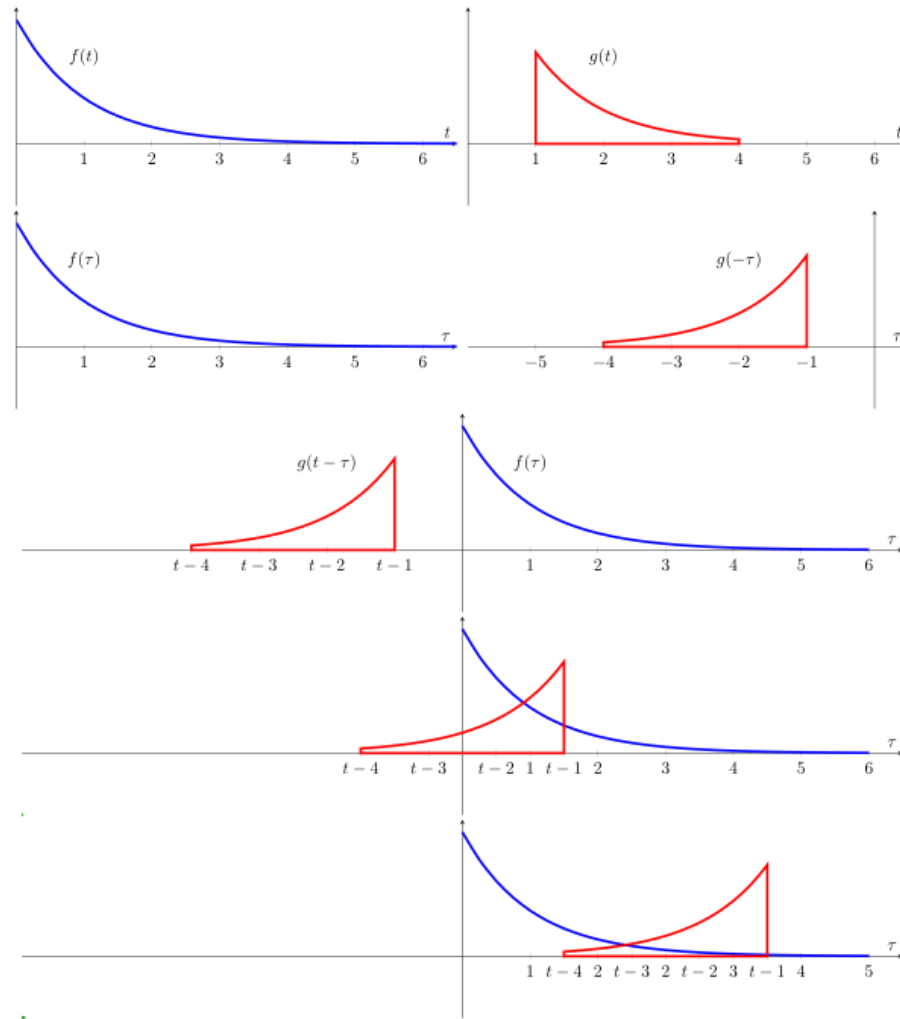 f(t) g(t)
t t
1 2 3 4 5 6 1 2 3 4 5 6
f(τ) g(−τ)
τ τ
1 2 3 4 5 6 −5 −4 −3 −2 −1
g(t − τ) f(τ)
τ
t − 4 t − 3 t − 2 t − 1 1 2 3 4 5 6
τ
t − 4 t − 3 t − 2 1 t − 1 2 3 4 5 6
τ
1 t − 4 2 t − 3 2 t − 2 3 t − 1 4 5